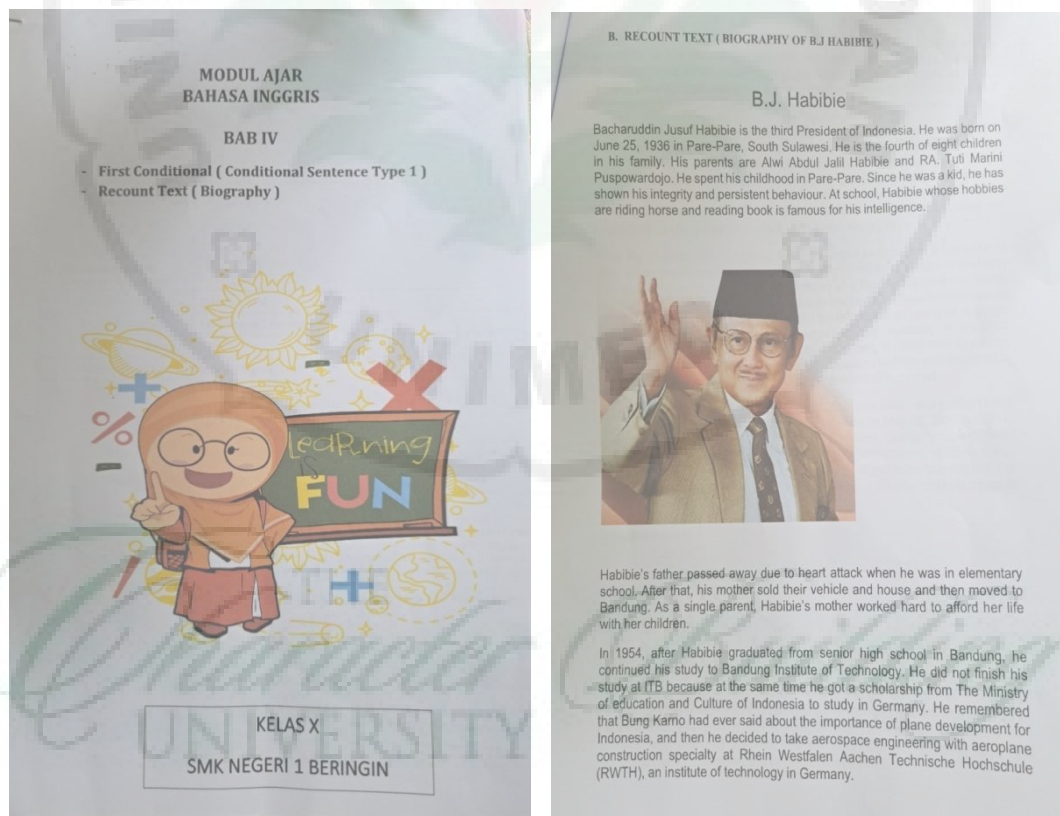 MODUL AJAR
BAHASA INGGRIS
BAB IV
- First Conditional ( Conditional Sentence Type 1 )
- Recount Text ( Biography )
LeaRning
is
FUN
KELAS X
SMK NEGERI 1 BERINGIN
B. RECOUNT TEXT ( BIOGRAPHY OF B.J HABIBIE )
B.J. Habibie
Bacharuddin Jusuf Habibie is the third President of Indonesia. He was born on
June 25, 1936 in Pare-Pare, South Sulawesi. He is the fourth of eight children
in his family. His parents are Alwi Abdul Jalil Habibie and RA. Tuti Marini
Puspowardojo. He spent his childhood in Pare-Pare. Since he was a kid, he has
shown his integrity and persistent behaviour. At school, Habibie whose hobbies
are riding horse and reading book is famous for his intelligence.
Habibie's father passed away due to heart attack when he was in elementary
school. After that, his mother sold their vehicle and house and then moved to
Bandung. As a single parent, Habibie's mother worked hard to afford her life
with her children.
In 1954, after Habibie graduated from senior high school in Bandung, he
continued his study to Bandung Institute of Technology. He did not finish his
study at ITB because at the same time he got a scholarship from The Ministry
of education and Culture of Indonesia to study in Germany. He remembered
that Bung Karno had ever said about the importance of plane development for
Indonesia, and then he decided to take aerospace engineering with aeroplane
construction specialty at Rhein Westfalen Aachen Technische Hochschule
(RWTH), an institute of technology in Germany.
UNIMED
THE
Character Building
UNIVERSITY